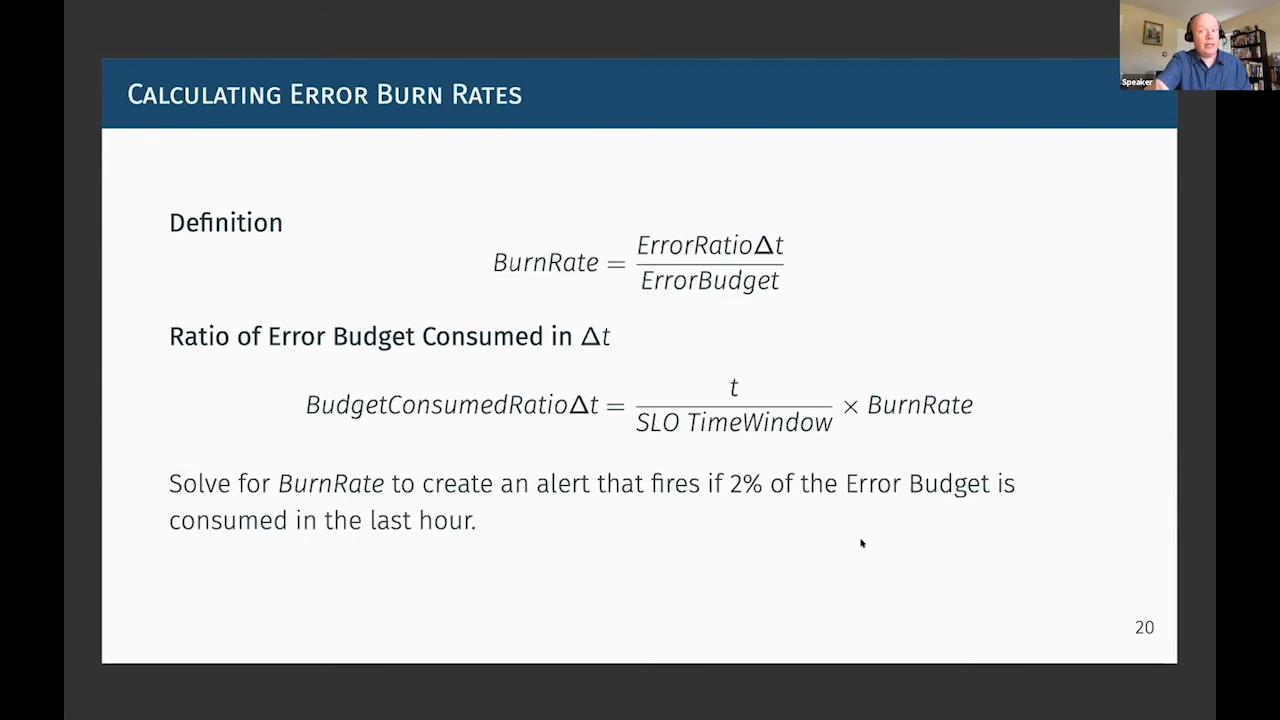 CALCULATING ERROR BURN RATES
Speaker
Definition
BurnRate = ErrorRatioΔt / ErrorBudget
Ratio of Error Budget Consumed in Δt
BudgetConsumedRatioΔt = t / SLO TimeWindow × BurnRate
Solve for BurnRate to create an alert that fires if 2% of the Error Budget is
consumed in the last hour.
20